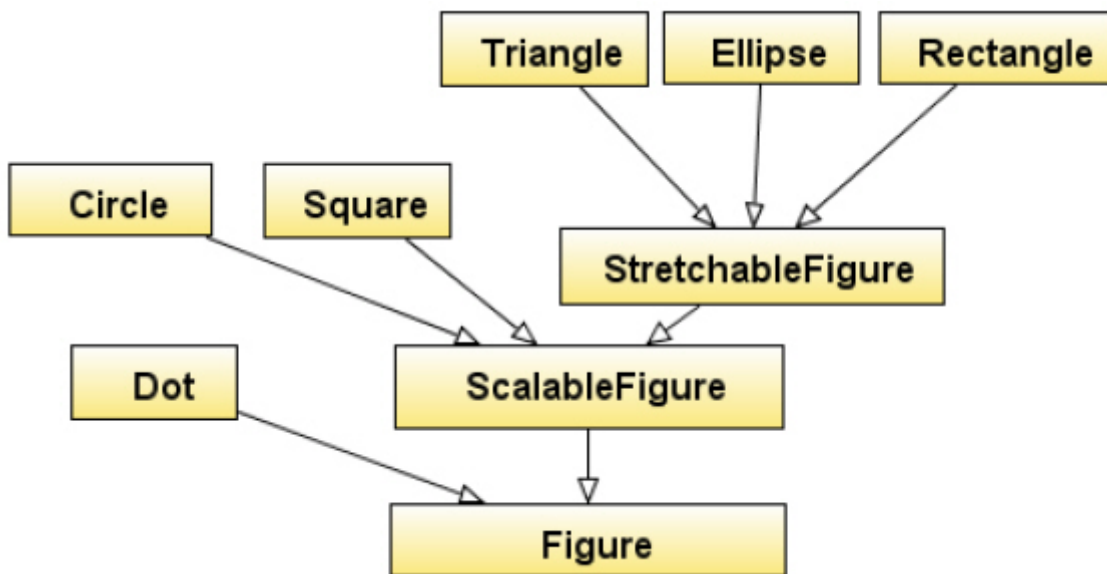 Triangle
Ellipse
Rectangle
Circle
Square
StretchableFigure
Dot
ScalableFigure
Figure